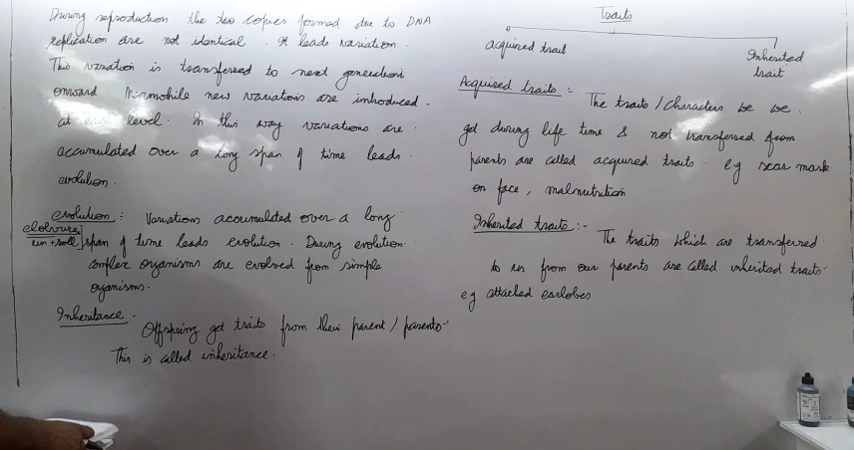 During reproduction the two copies formed due to DNA
replication are not identical. It leads variation.
This variation is transferred to next generation
onward. new variations are introduced.
at level. In this way variations are.
accumulated over a long span of time leads.
evolution.
evolution:- Variations accumulated over a long
span of time leads evolution. During evolution.
complex organisms are evolved from simple
organisms.
Inheritance:-
Offspring get traits from their parent/parents
This is called inheritance.
Traits
acquired trait
Inherited
trait
Acquired traits:-
The traits/characters we we.
got during life time & not transferred from
parents are called acquired traits. eg scar mark
on face, malnutrition
Inherited traits:-
The traits which are transferred.
to us from our parents are called inherited traits.
eg attached earlobes